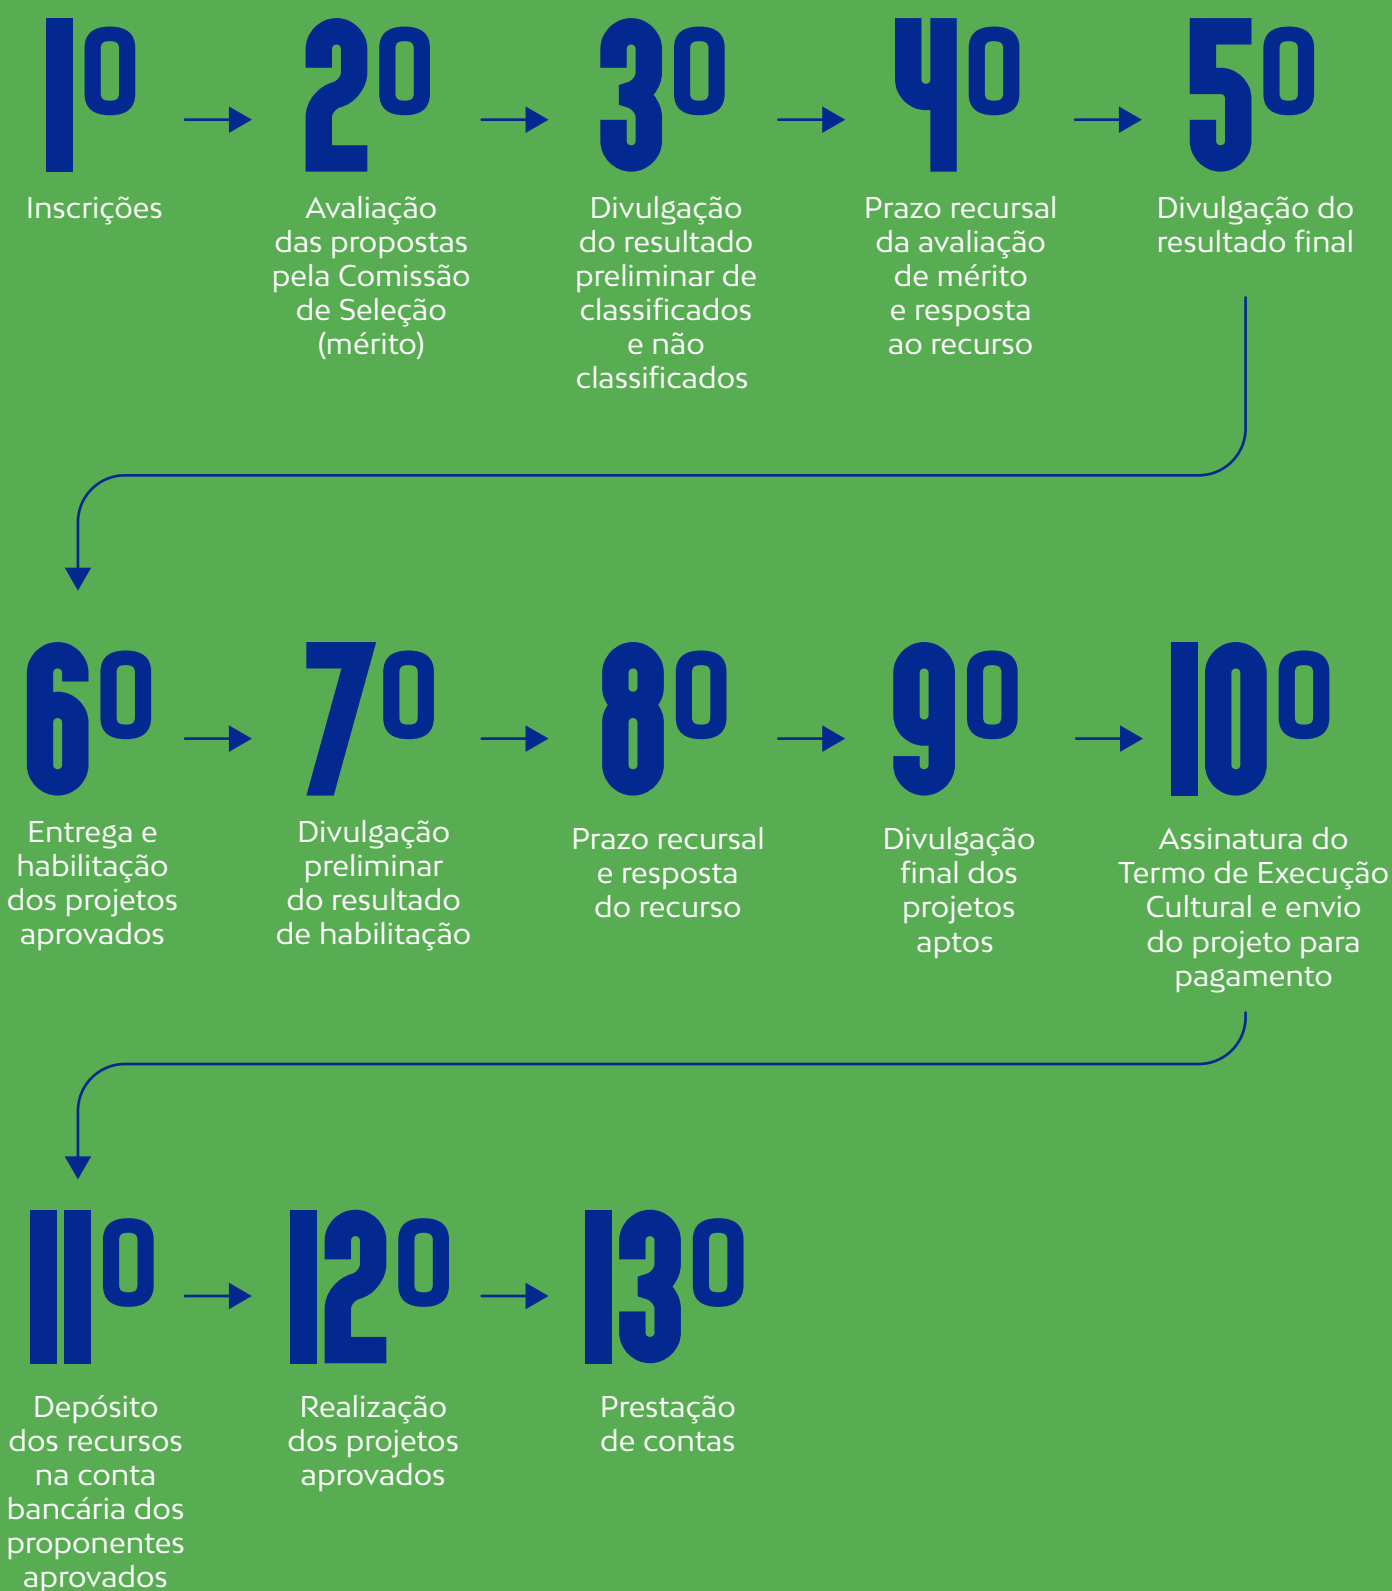 1º
Inscrições
2º
Avaliação
das propostas
pela Comissão
de Seleção
(mérito)
3º
Divulgação
do resultado
preliminar de
classificados
e não
classificados
4º
Prazo recursal
da avaliação
de mérito
e resposta
ao recurso
5º
Divulgação do
resultado final
6º
Entrega e
habilitação
dos projetos
aprovados
7º
Divulgação
preliminar
do resultado
de habilitação
8º
Prazo recursal
e resposta
do recurso
9º
Divulgação
final dos
projetos
aptos
10º
Assinatura do
Termo de Execução
Cultural e envio
do projeto para
pagamento
11º
Depósito
dos recursos
na conta
bancária dos
proponentes
aprovados
12º
Realização
dos projetos
aprovados
13º
Prestação
de contas